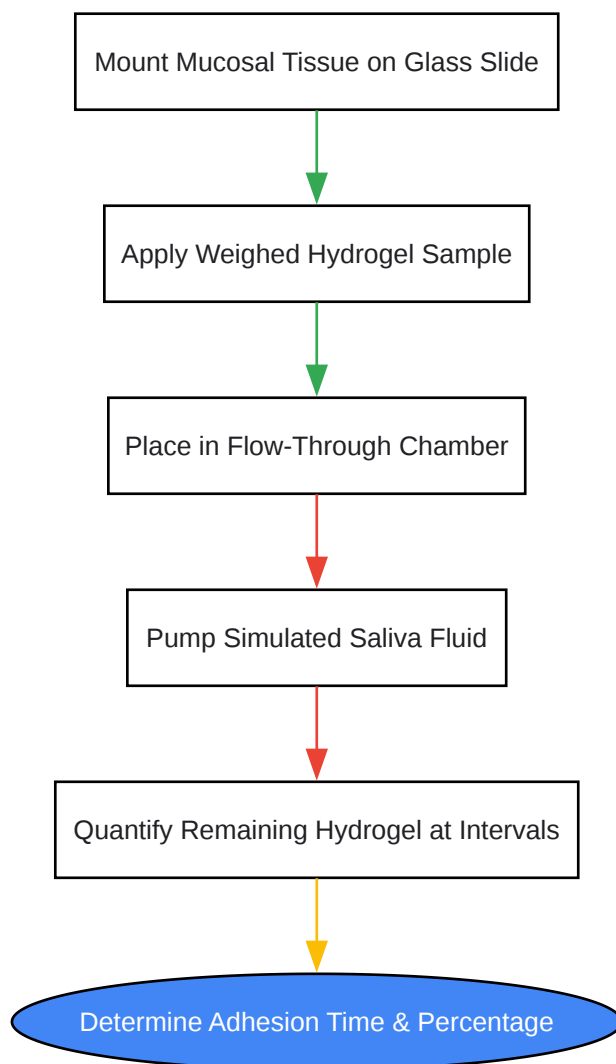 Mount Mucosal Tissue on Glass Slide
Apply Weighed Hydrogel Sample
Place in Flow-Through Chamber
Pump Simulated Saliva Fluid
Quantify Remaining Hydrogel at Intervals
Determine Adhesion Time & Percentage